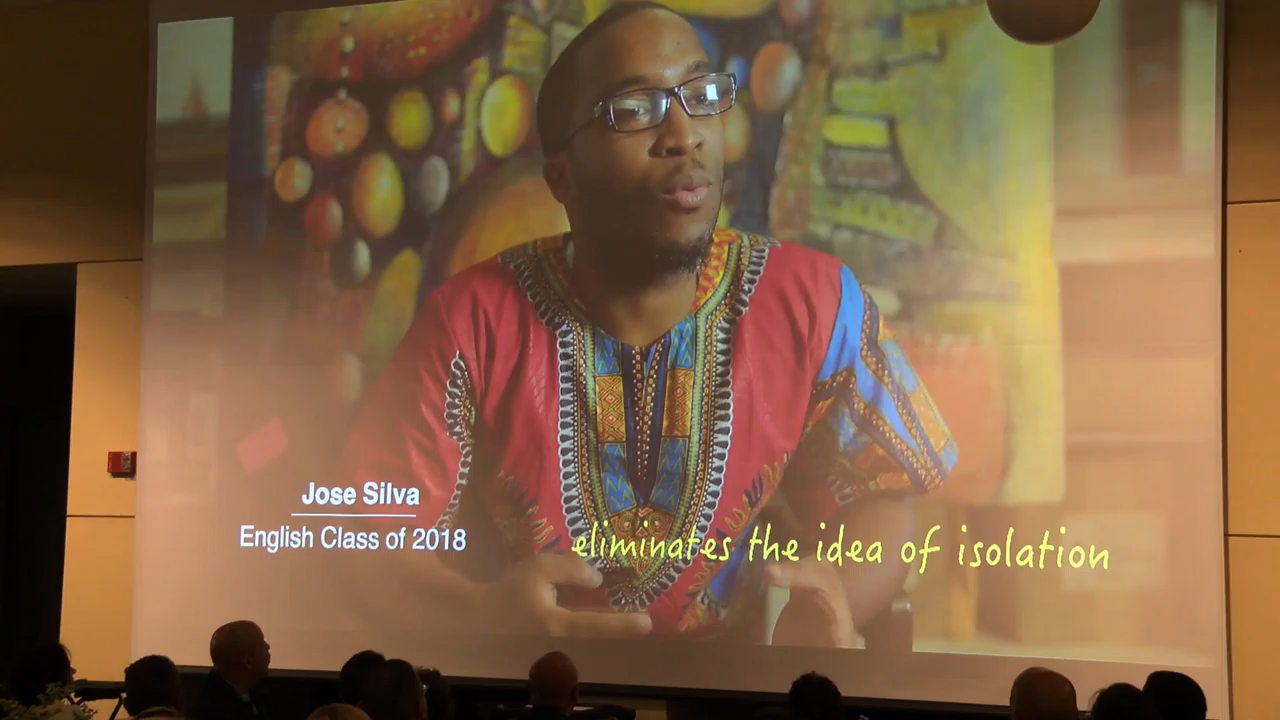 Jose Silva
English Class of 2018
eliminates the idea of isolation